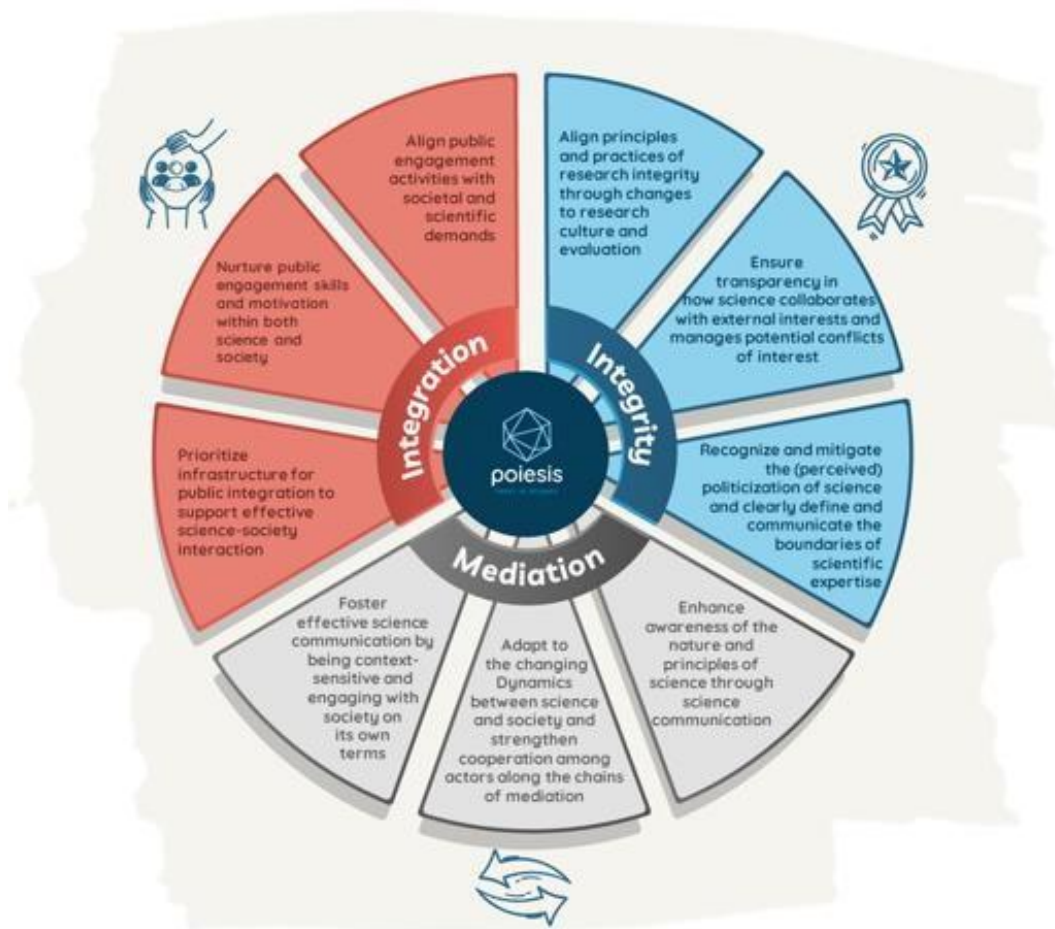 Align public
engagement
activities with
societal and
scientific
demands
Align principles
and practices of
research integrity
through changes
to research
culture and
evaluation
Ensure
transparency in
how science collaborates
with external interests and
manages potential conflicts
of interest
Recognize and mitigate
the (perceived)
politicization of science
and clearly define and
communicate the
boundaries of
scientific
expertise
Enhance
awareness of the
nature and
principles of
science through
science
communication
Adapt to
the changing
Dynamics
between science
and society and
strengthen
cooperation among
actors along the chains
of mediation
Foster
effective science
communication by
being context-
sensitive and
engaging with
society on
its own
terms
Prioritize
infrastructure for
public integration to
support effective
science-society
interaction
Nurture public
engagement skills
and motivation
within both
science and
society
Integration
Integrity
Mediation
poiesis